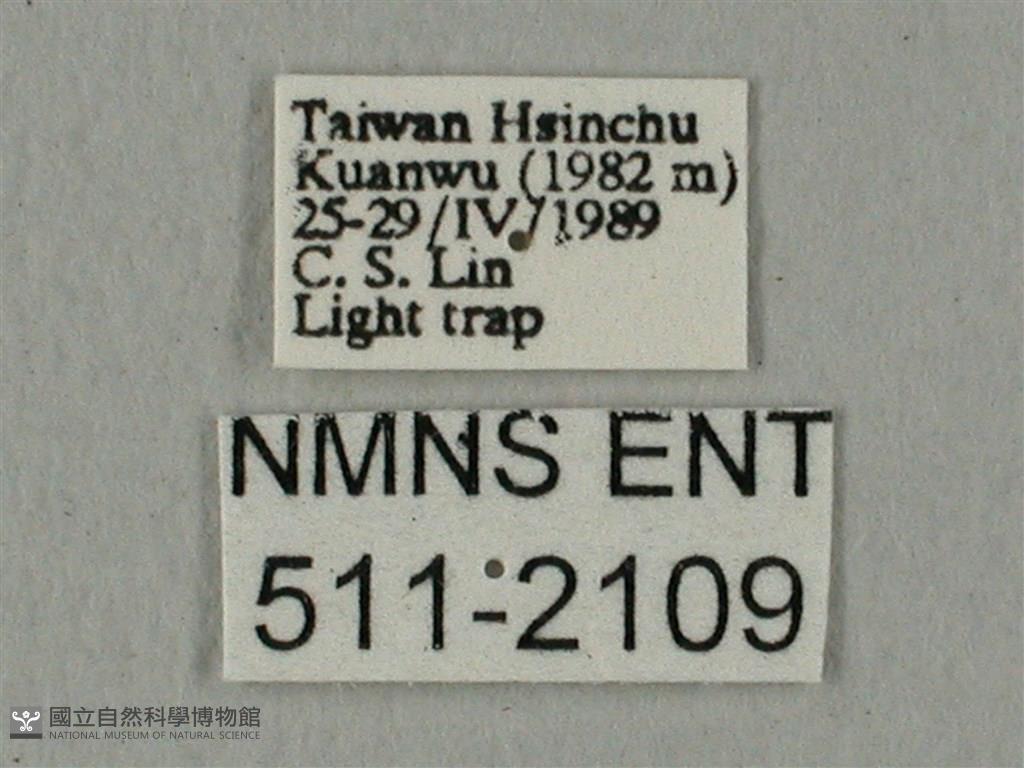 Taiwan Hsinchu
Kuanwu (1982 m)
25-29/IV/1989
C. S. Lin
Light trap
NMNS ENT
511-2109
國立自然科學博物館
NATIONAL MUSEUM OF NATURAL SCIENCE